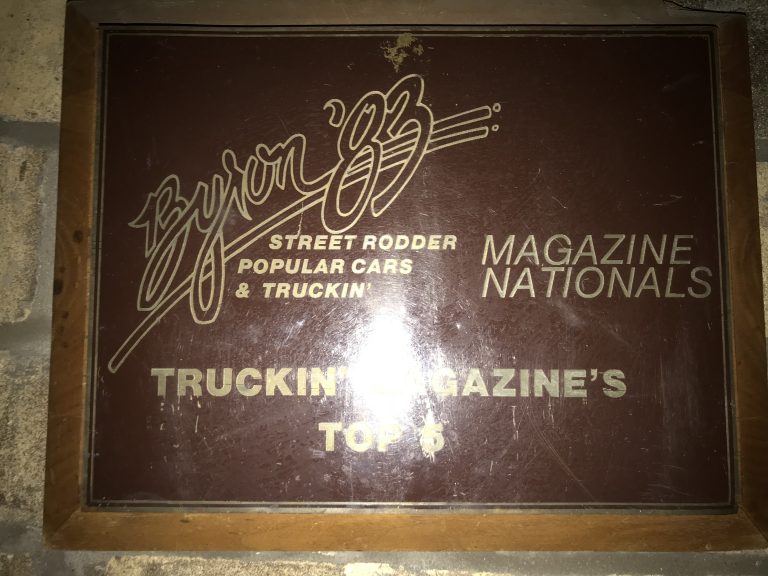 Byron '83
STREET RODDER
POPULAR CARS
& TRUCKIN'
MAGAZINE
NATIONALS
TRUCKIN' MAGAZINE'S
TOP 5